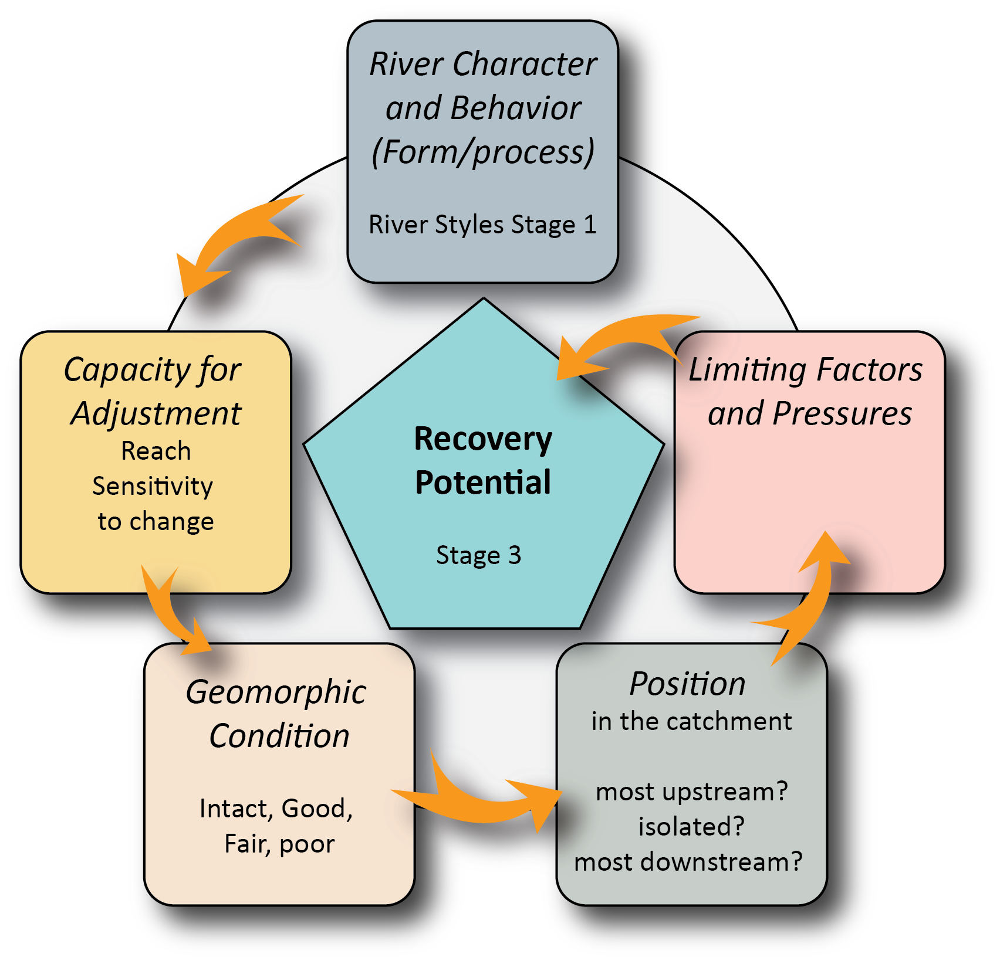 River Character
and Behavior
(Form/process)
River Styles Stage 1
Capacity for
Adjustment
Reach
Sensitivity
to change
Geomorphic
Condition
Intact, Good,
Fair, poor
Position
in the catchment
most upstream?
isolated?
most downstream?
Limiting Factors
and Pressures
Recovery
Potential
Stage 3